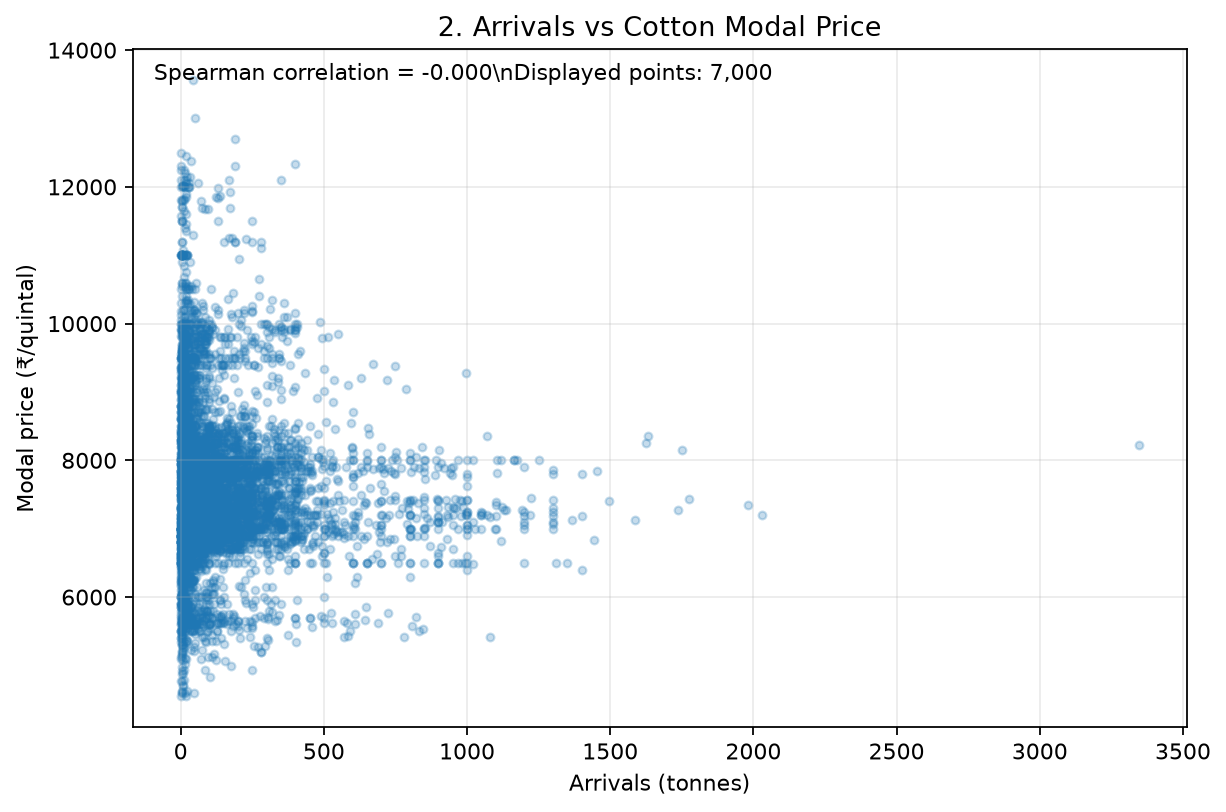 2. Arrivals vs Cotton Modal Price
Spearman correlation = -0.000\nDisplayed points: 7,000
Modal price (₹/quintal)
14000
12000
10000
8000
6000
0 500 1000 1500 2000 2500 3000 3500
Arrivals (tonnes)